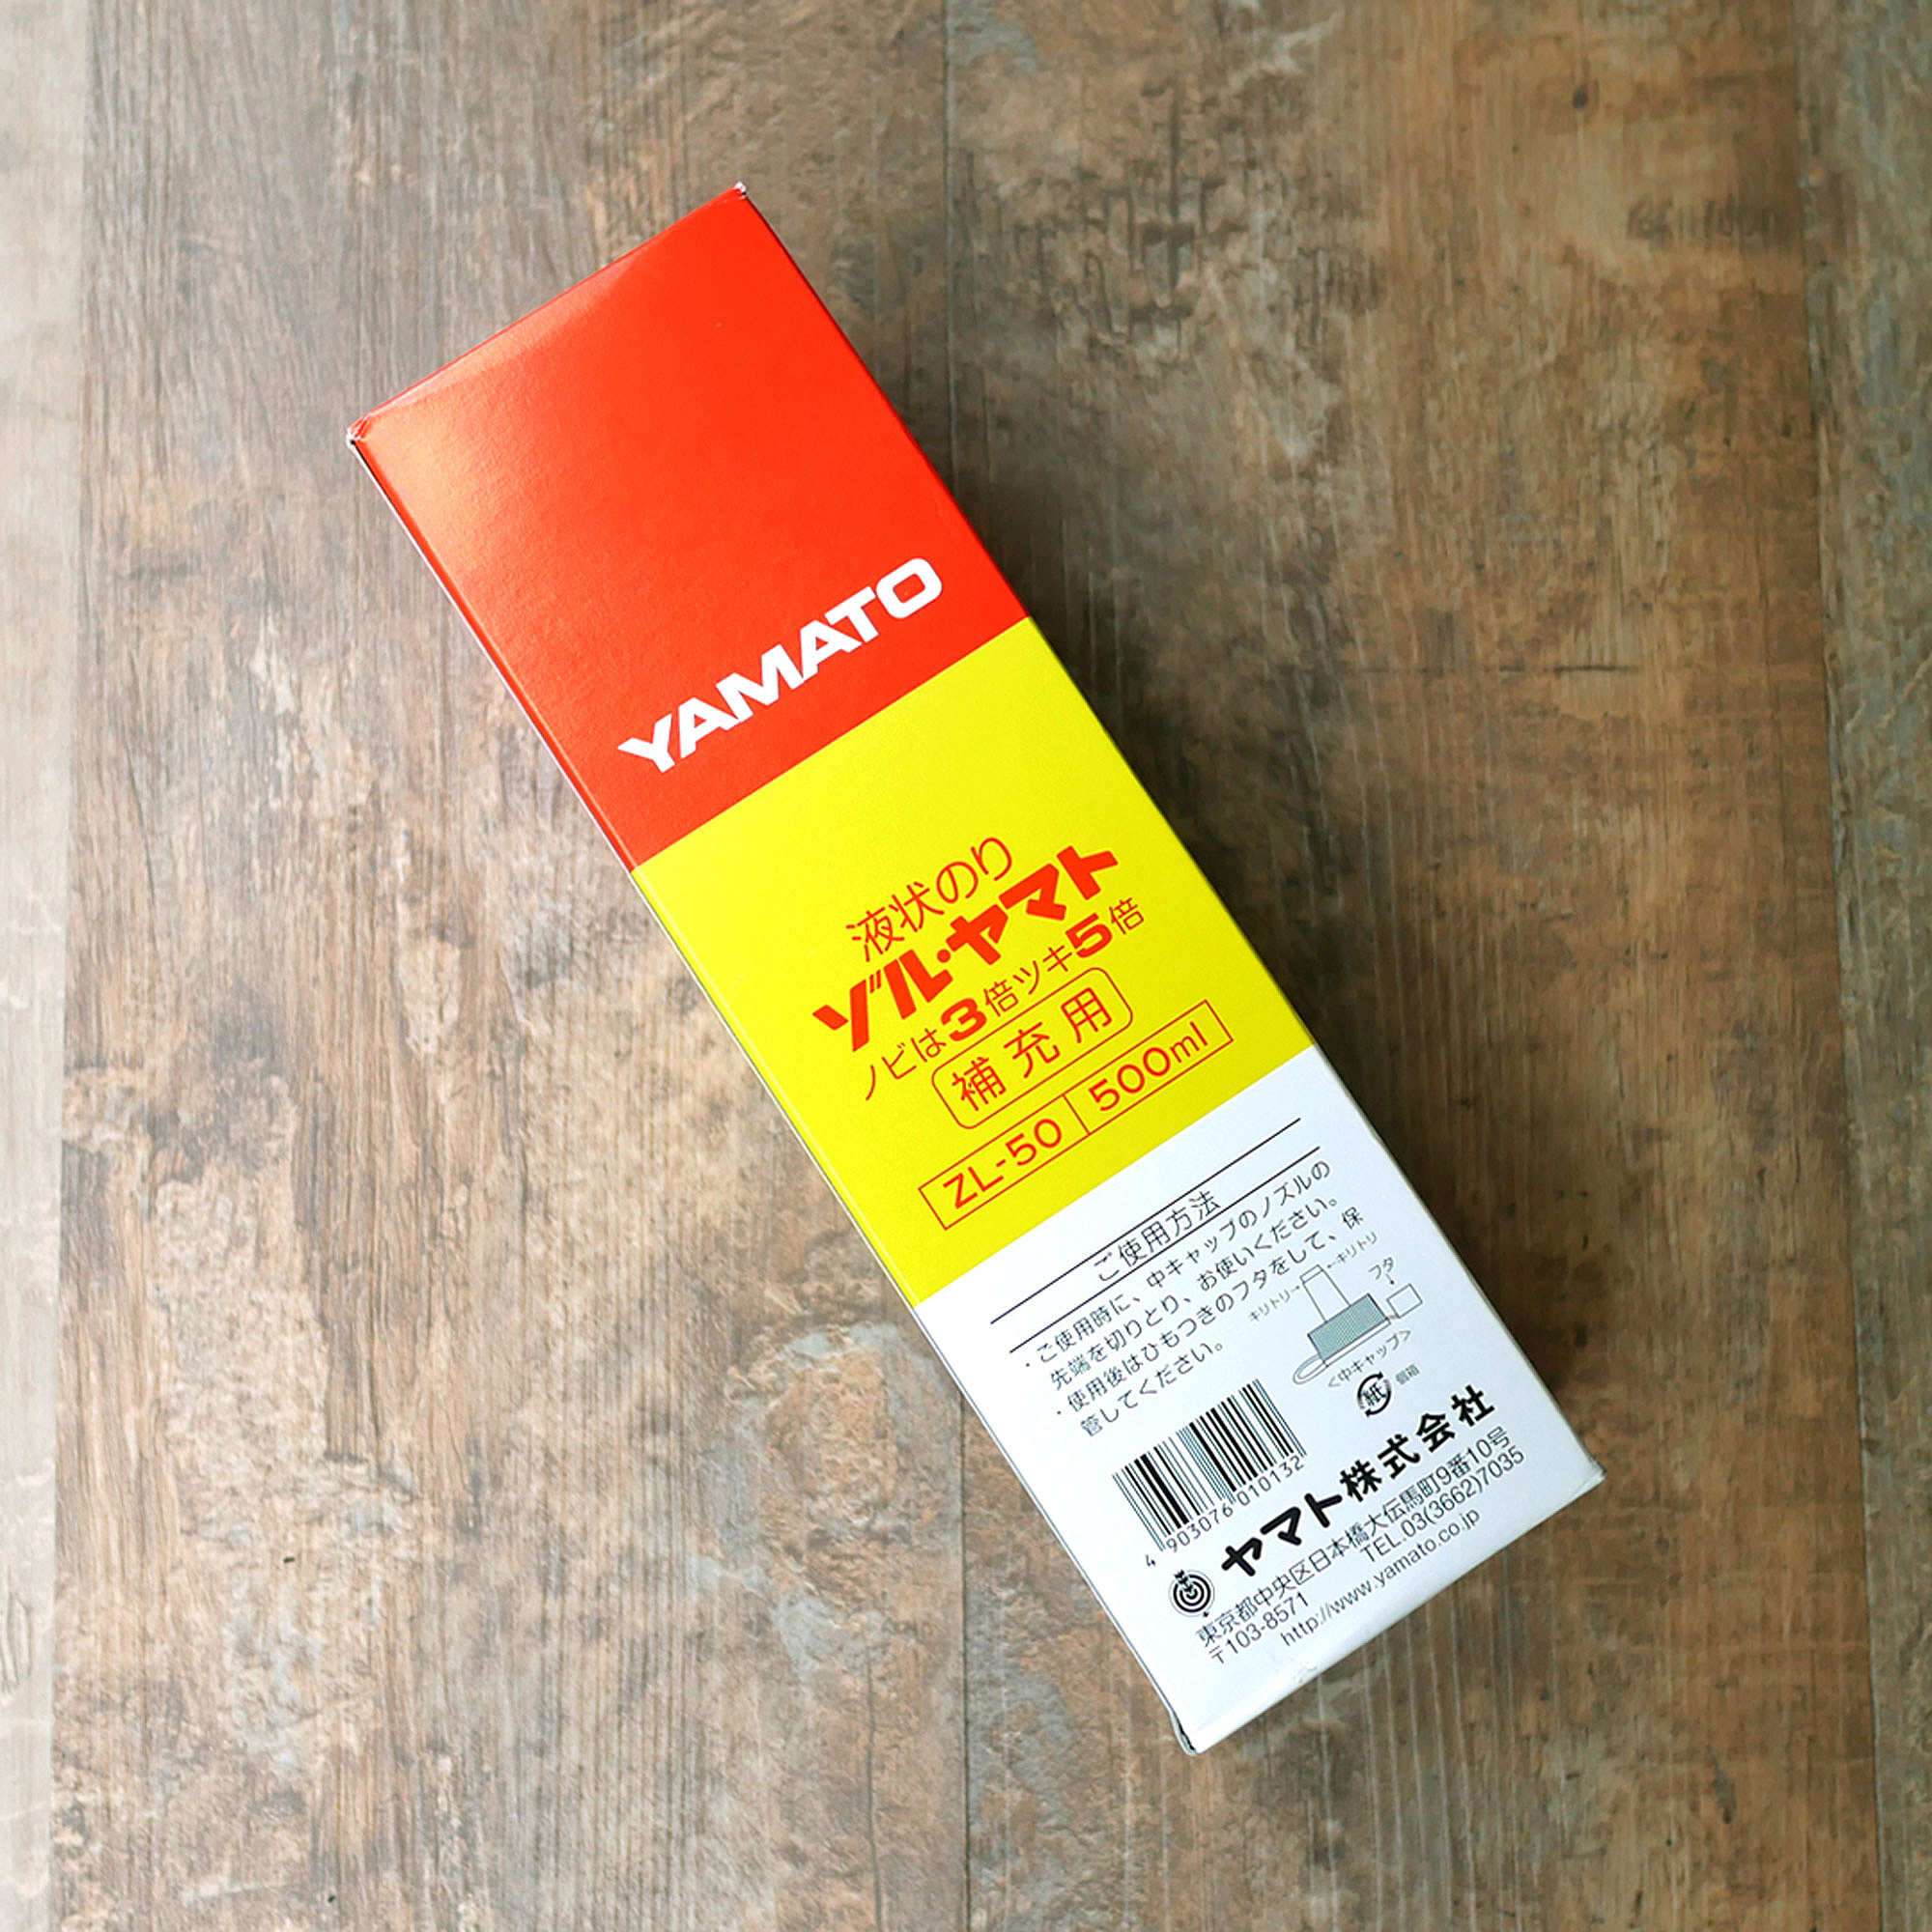 YAMATO
液状のり
ゾル・ヤマト
ノビは3倍ツキ5倍
補充用
ZL-50 500ml
ご使用方法
・ご使用時に、中キャップのノズルの
先端を切りとり、お使いください。
・使用後はひもつきのフタをして、保
管してください。
キリトリ
キリトリ
フタ
<中キャップ>
紙 個箱
4 903076 010132
ヤマト株式会社
東京都中央区日本橋大伝馬町9番10号
〒103-8571 TEL.03(3662)7035
http://www.yamato.co.jp